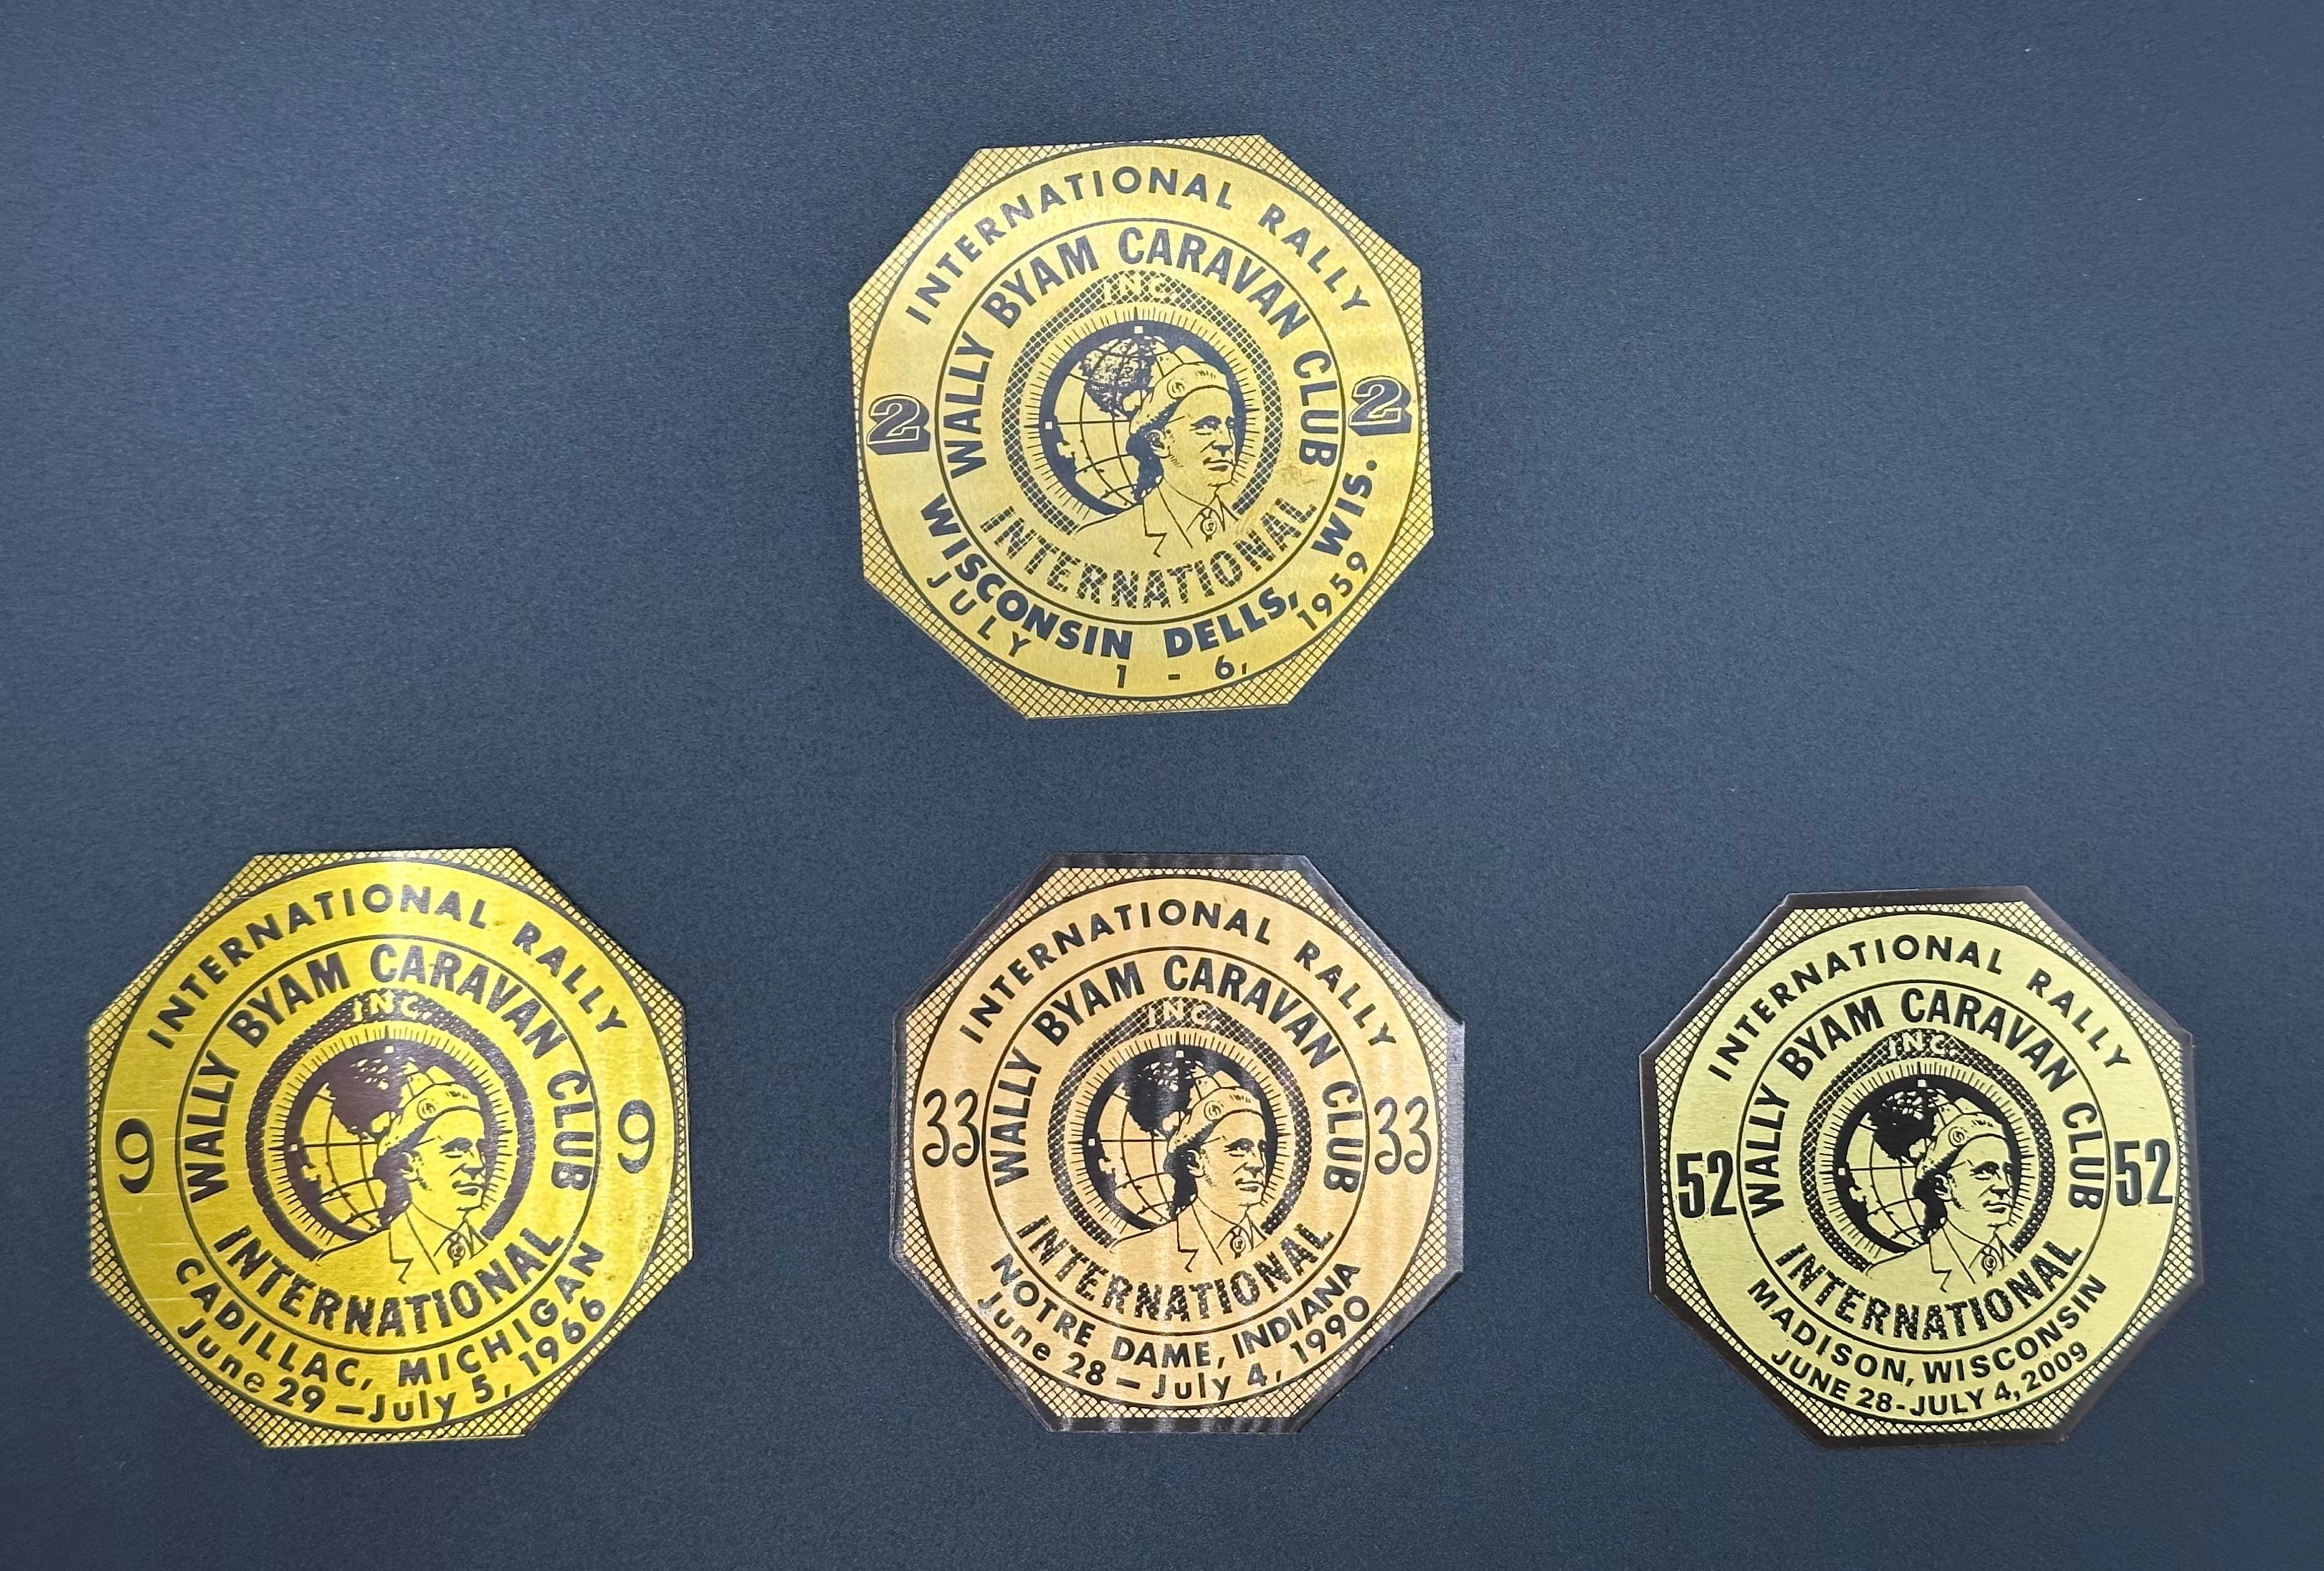 INTERNATIONAL RALLY
WALLY BYAM CARAVAN CLUB
INC.
2 2
INTERNATIONAL
WISCONSIN DELLS, WIS.
JULY 1 - 6, 1959
INTERNATIONAL RALLY
WALLY BYAM CARAVAN CLUB
INC.
9 9
INTERNATIONAL
CADILLAC, MICHIGAN
June 29 — July 5, 1966
INTERNATIONAL RALLY
WALLY BYAM CARAVAN CLUB
INC.
33 33
INTERNATIONAL
NOTRE DAME, INDIANA
June 28 — July 4, 1990
INTERNATIONAL RALLY
WALLY BYAM CARAVAN CLUB
INC.
52 52
INTERNATIONAL
MADISON, WISCONSIN
JUNE 28-JULY 4, 2009